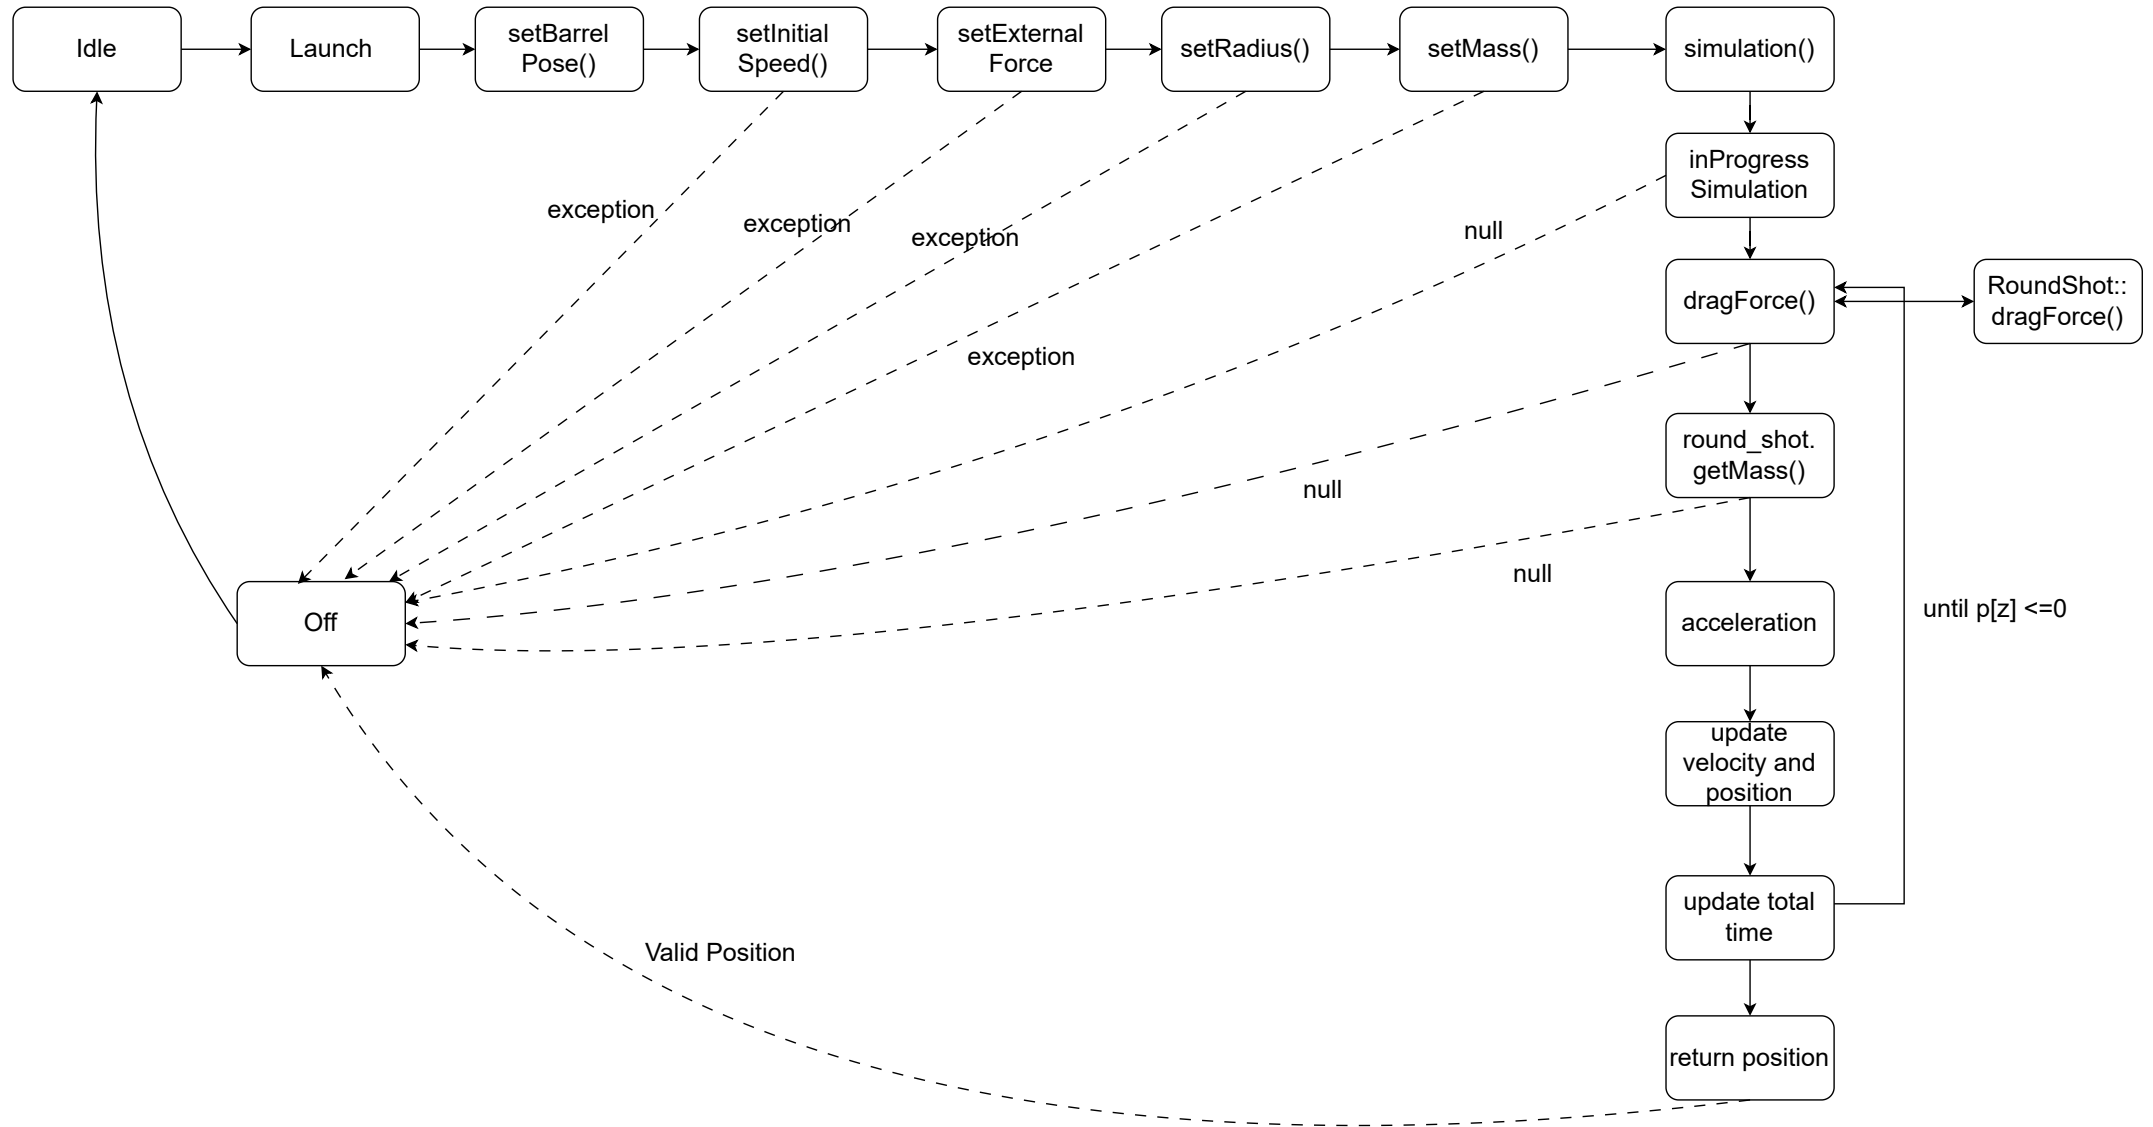 Idle
Launch
setBarrel
Pose()
setInitial
Speed()
setExternal
Force
setRadius()
setMass()
simulation()
inProgress
Simulation
exception
exception
exception
null
dragForce()
RoundShot::
dragForce()
exception
round_shot.
getMass()
null
null
Off
acceleration
until p[z] <=0
update
velocity and
position
update total
time
Valid Position
return position